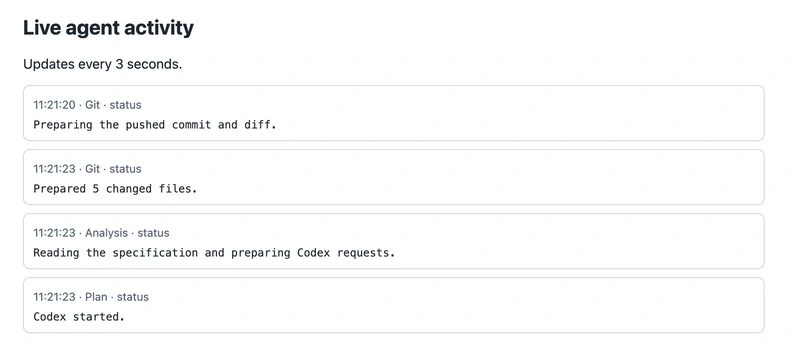 Live agent activity
Updates every 3 seconds.
11:21:20 · Git · status
Preparing the pushed commit and diff.
11:21:23 · Git · status
Prepared 5 changed files.
11:21:23 · Analysis · status
Reading the specification and preparing Codex requests.
11:21:23 · Plan · status
Codex started.